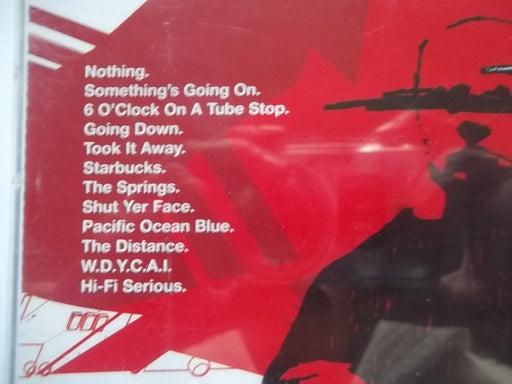 Nothing.
Something's Going On.
6 O'Clock On A Tube Stop.
Going Down.
Took It Away.
Starbucks.
The Springs.
Shut Yer Face.
Pacific Ocean Blue.
The Distance.
W.D.Y.C.A.I.
Hi-Fi Serious.